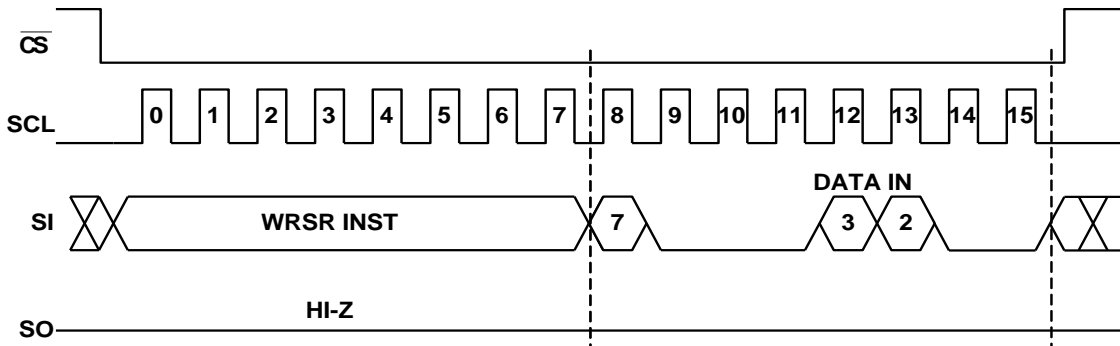 CS
SCL 0 1 2 3 4 5 6 7 8 9 10 11 12 13 14 15
DATA IN
SI WRSR INST 7 3 2
HI-Z
SO